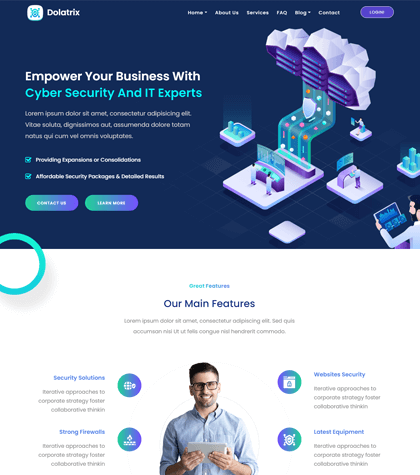 Dolatrix
Home About Us Services FAQ Blog Contact LOGIN!
Empower Your Business With
Cyber Security And IT Experts
Lorem ipsum dolor sit amet, consectetur adipisicing elit.
Vitae soluta, dignissimos aut, assumenda dolore totam
natus qui cum vel omnis voluptates.
Providing Expansions or Consolidations
Affordable Security Packages & Detailed Results
CONTACT US LEARN MORE
Great Features
Our Main Features
Lorem ipsum dolor sit amet, consectetur adipiscing elit. Sed quis
accumsan nisi Ut ut felis congue nisl hendrerit commodo.
Security Solutions
Iterative approaches to
corporate strategy foster
collaborative thinkin
Websites Security
Iterative approaches to
corporate strategy foster
collaborative thinkin
Strong Firewalls
Iterative approaches to
corporate strategy foster
collaborative thinkin
Latest Equipment
Iterative approaches to
corporate strategy foster
collaborative thinkin